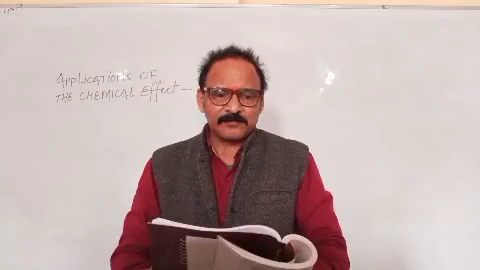 Applications of
THE CHEMICAL Effect —